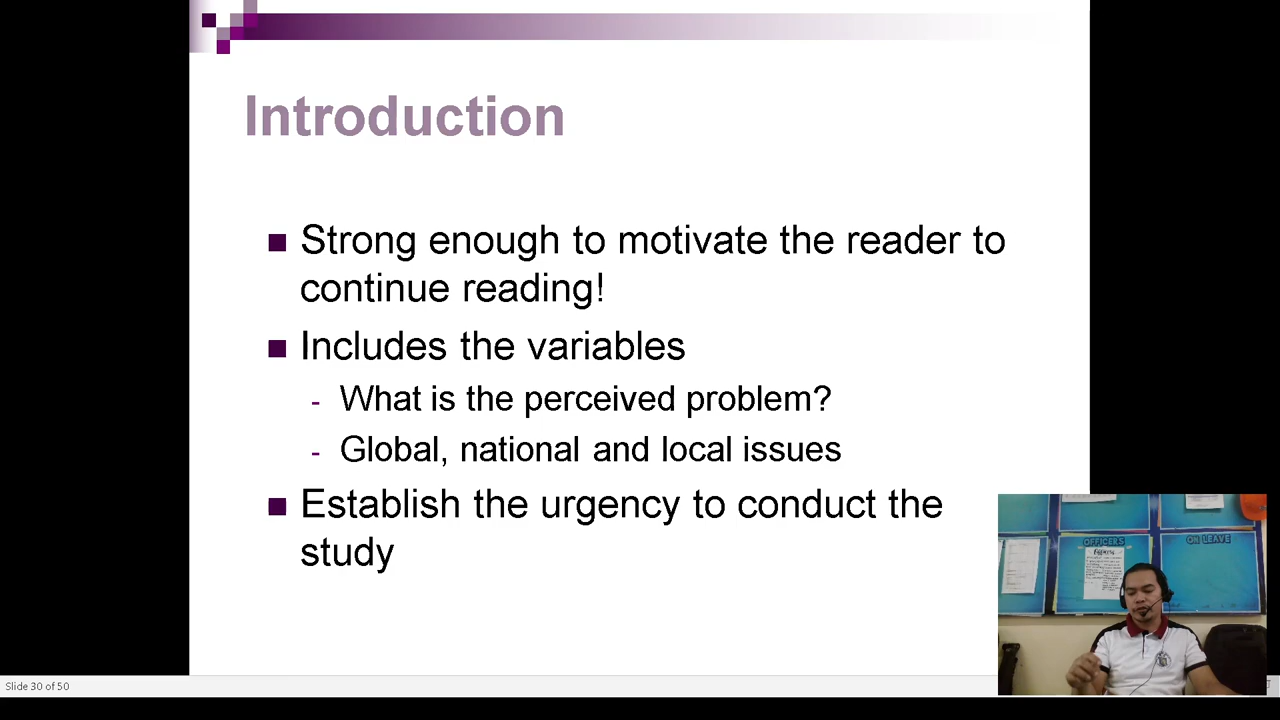 Introduction
Strong enough to motivate the reader to
continue reading!
Includes the variables
- What is the perceived problem?
- Global, national and local issues
Establish the urgency to conduct the
study
OFFICERS
ON LEAVE
Slide 30 of 50